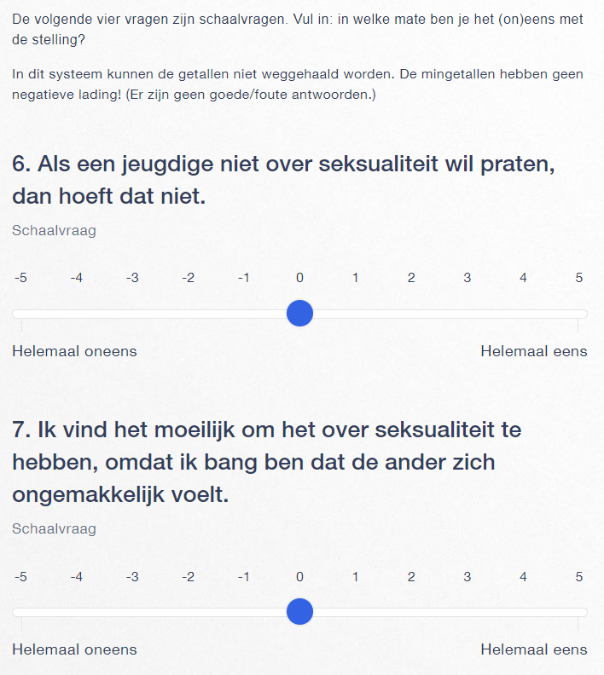 De volgende vier vragen zijn schaalvragen. Vul in: in welke mate ben je het (on)eens met
de stelling?
In dit systeem kunnen de getallen niet weggehaald worden. De mingetallen hebben geen
negatieve lading! (Er zijn geen goede/foute antwoorden.)
6. Als een jeugdige niet over seksualiteit wil praten,
dan hoeft dat niet.
Schaalvraag
-5 -4 -3 -2 -1 0 1 2 3 4 5
Helemaal oneens Helemaal eens
7. Ik vind het moeilijk om het over seksualiteit te
hebben, omdat ik bang ben dat de ander zich
ongemakkelijk voelt.
Schaalvraag
-5 -4 -3 -2 -1 0 1 2 3 4 5
Helemaal oneens Helemaal eens